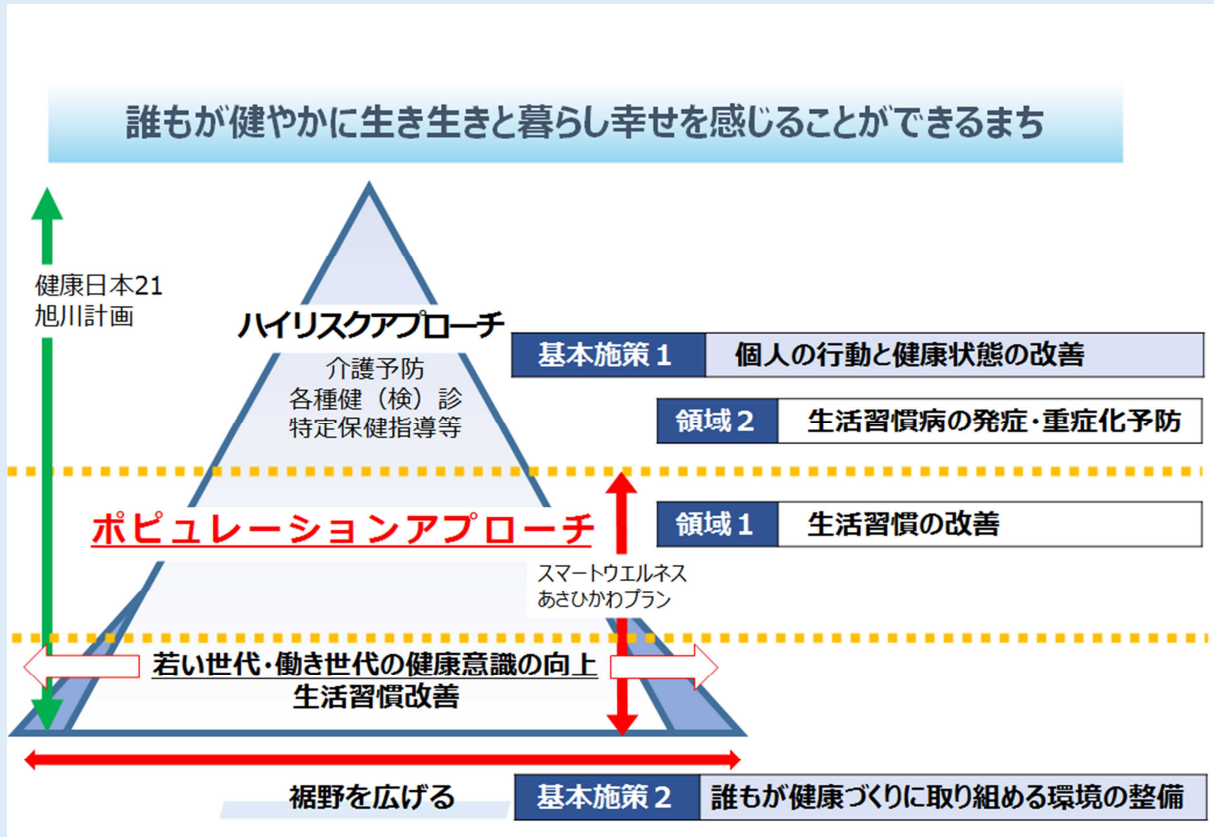 誰もが健やかに生き生きと暮らし幸せを感じることができるまち
健康日本21
旭川計画
ハイリスクアプローチ
介護予防
各種健（検）診
特定保健指導等
基本施策１ 個人の行動と健康状態の改善
領域２ 生活習慣病の発症・重症化予防
ポピュレーションアプローチ
領域１ 生活習慣の改善
スマートウエルネス
あさひかわプラン
若い世代・働き世代の健康意識の向上
生活習慣改善
裾野を広げる
基本施策２ 誰もが健康づくりに取り組める環境の整備